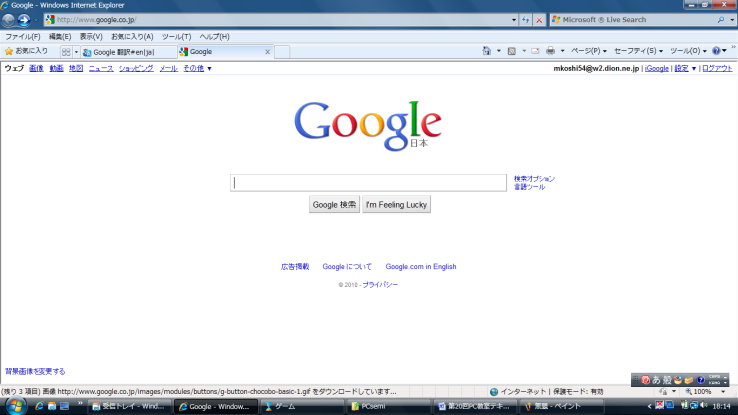 Google - Windows Internet Explorer
http://www.google.co.jp/
Microsoft ® Live Search
ファイル(F) 編集(E) 表示(V) お気に入り(A) ツール(T) ヘルプ(H)
お気に入り Google 翻訳#en|ja| Google ページ(P) セーフティ(S) ツール(O)
ウェブ 画像 動画 地図 ニュース ショッピング メール その他 ▼
mkoshi54@w2.dion.ne.jp | iGoogle | 設定 ▼ | ログアウト
Google
日本
検索オプション
言語ツール
Google 検索 I'm Feeling Lucky
広告掲載 Google について Google.com in English
© 2010 - プライバシー
背景画像を変更する
あ 般 CAPS KANA
(残り 3 項目) 画像 http://www.google.co.jp/images/modules/buttons/g-button-chocobo-basic-1.gif をダウンロードしています...
インターネット | 保護モード: 有効 100%
受信トレイ - Wind... Google - Window... ゲーム PCsemi 第20回PC教室テキ... 無題 - ペイント 18:14